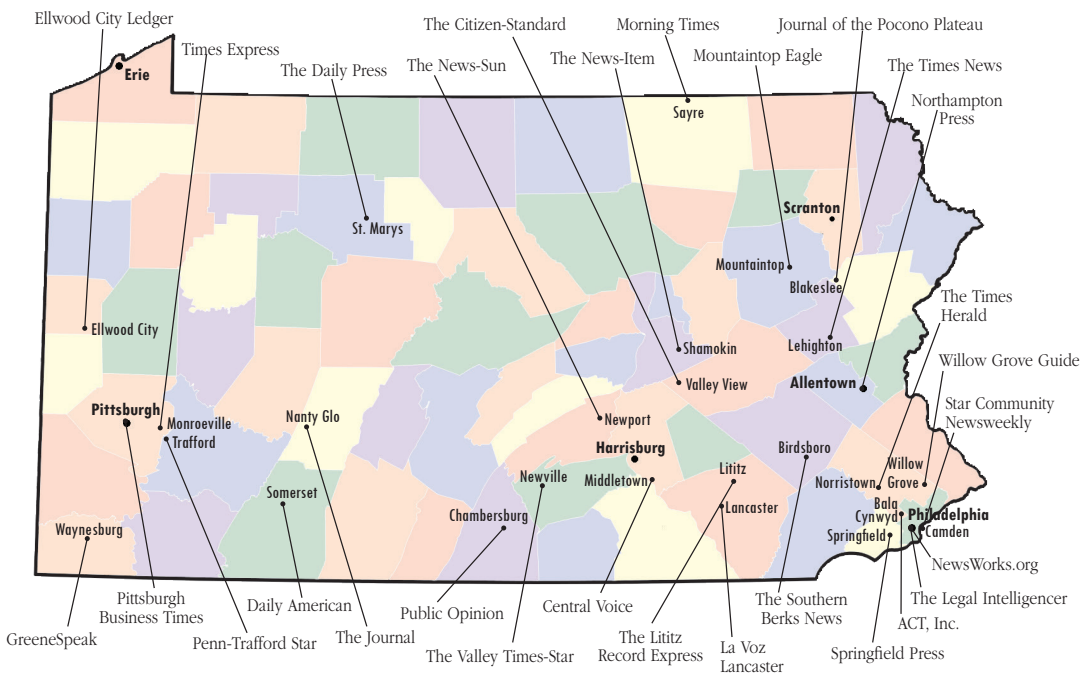 Ellwood City Ledger
The Citizen-Standard
Morning Times
Journal of the Pocono Plateau
Times Express
The News-Item
Mountaintop Eagle
The Daily Press
The News-Sun
The Times News
Erie
Northampton
Press
Sayre
Scranton
St. Marys
Mountaintop
Blakeslee
The Times
Herald
Ellwood City
Shamokin
Lehighton
Willow Grove Guide
Valley View
Allentown
Star Community
Newsweekly
Pittsburgh
Monroeville
Trafford
Nanty Glo
Newport
Harrisburg
Birdsboro
Willow
Grove
Newville
Middletown
Lititz
Norristown
Somerset
Lancaster
Bala
Cynwyd
Philadelphia
Chambersburg
Waynesburg
Springfield
Camden
NewsWorks.org
Pittsburgh
Business Times
Daily American
Public Opinion
Central Voice
The Southern
Berks News
The Legal Intelligencer
ACT, Inc.
GreeneSpeak
Penn-Trafford Star
The Journal
The Valley Times-Star
The Lititz
Record Express
La Voz
Lancaster
Springfield Press